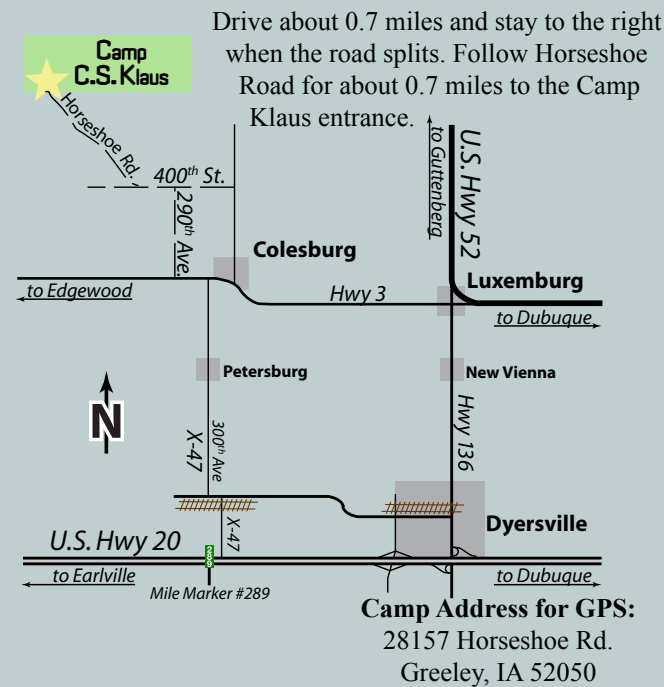 Drive about 0.7 miles and stay to the right
when the road splits. Follow Horseshoe
Road for about 0.7 miles to the Camp
Klaus entrance.
Camp
C.S. Klaus
Horseshoe Rd.
400th St.
290th Ave.
to Guttenberg
U.S. Hwy 52
Colesburg
Luxemburg
to Edgewood
Hwy 3
to Dubuque
Petersburg
New Vienna
N
X-47
300th Ave
Hwy 136
X-47
Dyersville
U.S. Hwy 20
289
to Earlville
Mile Marker #289
to Dubuque
Camp Address for GPS:
28157 Horseshoe Rd.
Greeley, IA 52050